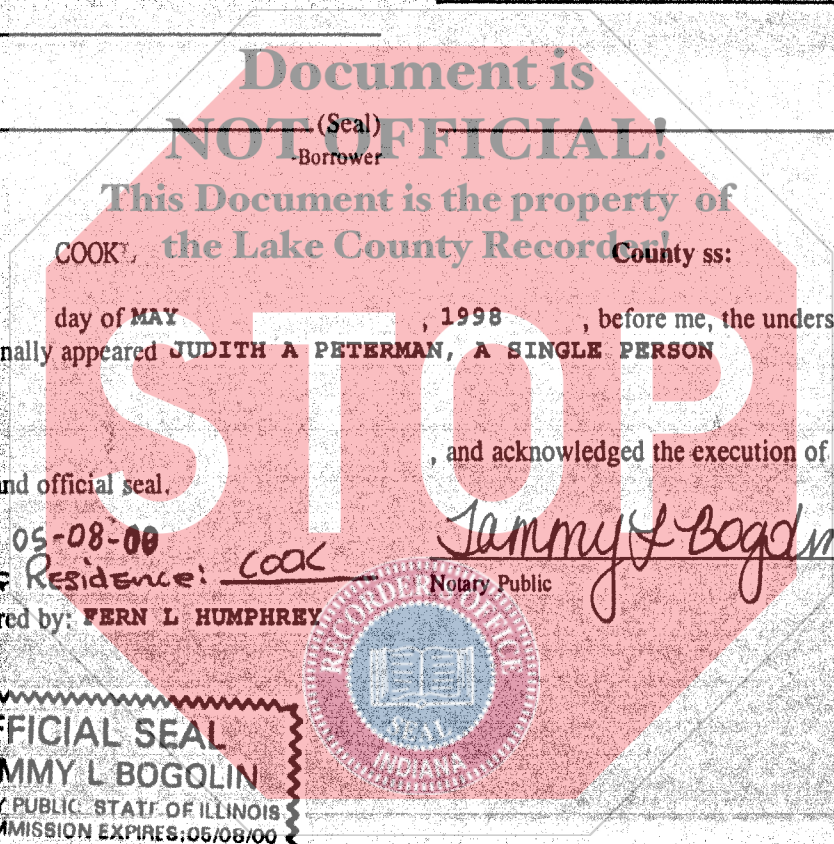 Document is
(Seal)
NOT OFFICIAL!
-Borrower
This Document is the property of
the Lake County Recorder!
COOK County ss:
day of MAY , 1998 , before me, the unders
nally appeared JUDITH A PETERMAN, A SINGLE PERSON
STOP
, and acknowledged the execution of
nd official seal.
05-08-00
Residence: COOK
Tammy L Bogolin
Notary Public
red by: FERN L HUMPHREY
RECORDER'S OFFICE
SEAL
INDIANA
FFICIAL SEAL
MMY L BOGOLIN
Y PUBLIC, STATE OF ILLINOIS
MMISSION EXPIRES:05/08/00